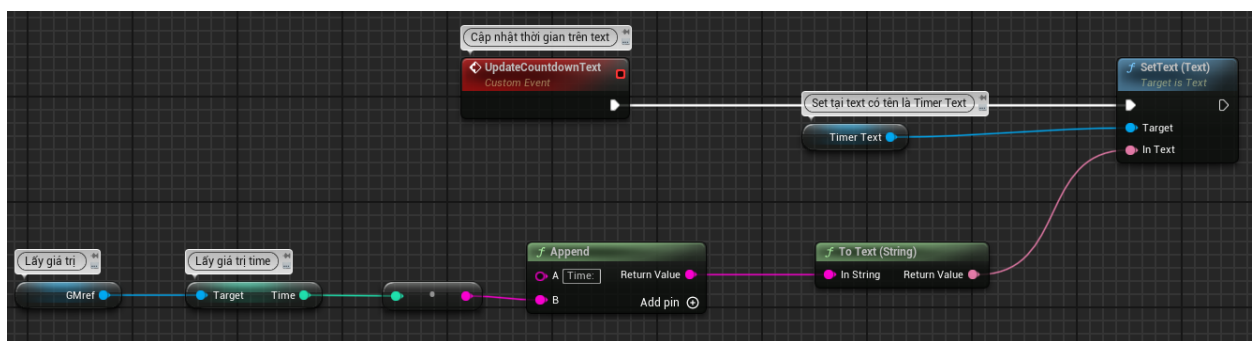 Cập nhật thời gian trên text
UpdateCountdownText
Custom Event
SetText (Text)
Target is Text
Set tại text có tên là Timer Text
Timer Text
Target
In Text
Lấy giá trị
GMref
Lấy giá trị time
Target Time
Append
A Time: Return Value
B Add pin
To Text (String)
In String Return Value